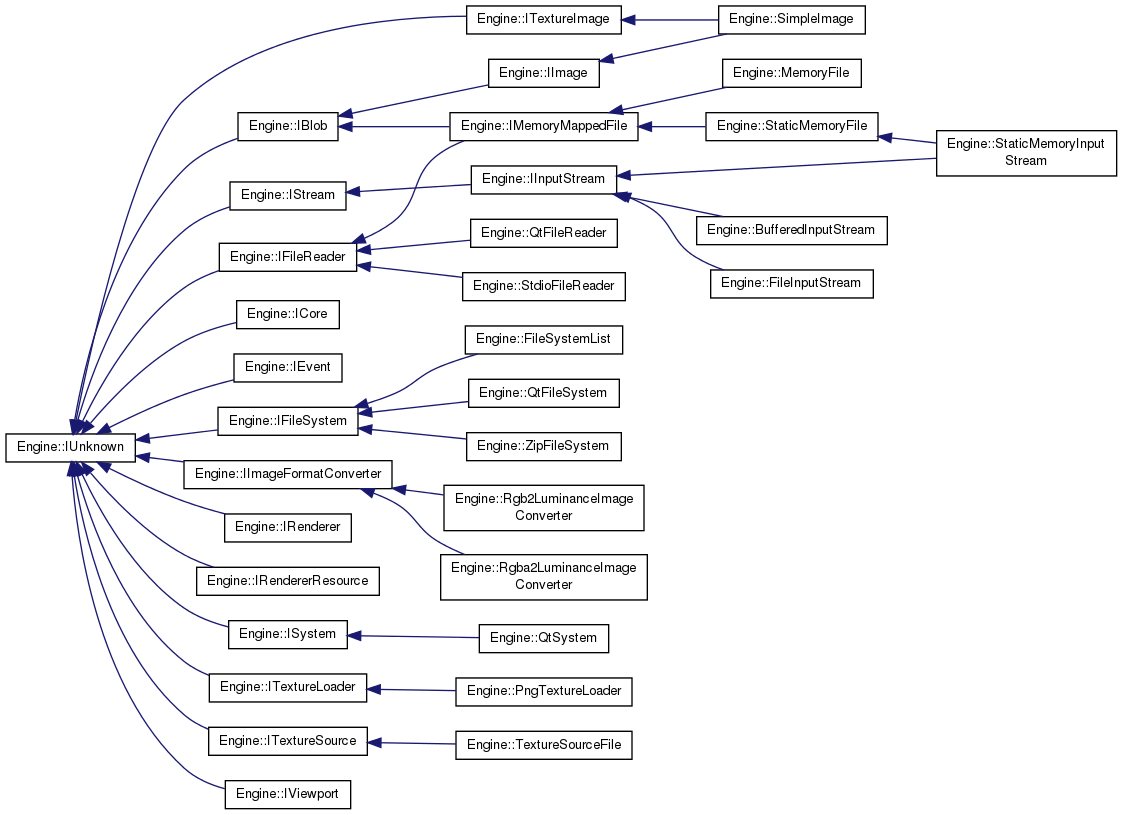 Engine::ITextureImage
Engine::SimpleImage
Engine::IImage
Engine::MemoryFile
Engine::IBlob
Engine::IMemoryMappedFile
Engine::StaticMemoryFile
Engine::StaticMemoryInput
Stream
Engine::IInputStream
Engine::IStream
Engine::BufferedInputStream
Engine::QtFileReader
Engine::IFileReader
Engine::FileInputStream
Engine::StdioFileReader
Engine::ICore
Engine::FileSystemList
Engine::IEvent
Engine::QtFileSystem
Engine::IFileSystem
Engine::ZipFileSystem
Engine::IUnknown
Engine::IImageFormatConverter
Engine::Rgb2LuminanceImage
Converter
Engine::IRenderer
Engine::Rgba2LuminanceImage
Converter
Engine::IRendererResource
Engine::ISystem
Engine::QtSystem
Engine::ITextureLoader
Engine::PngTextureLoader
Engine::ITextureSource
Engine::TextureSourceFile
Engine::IViewport